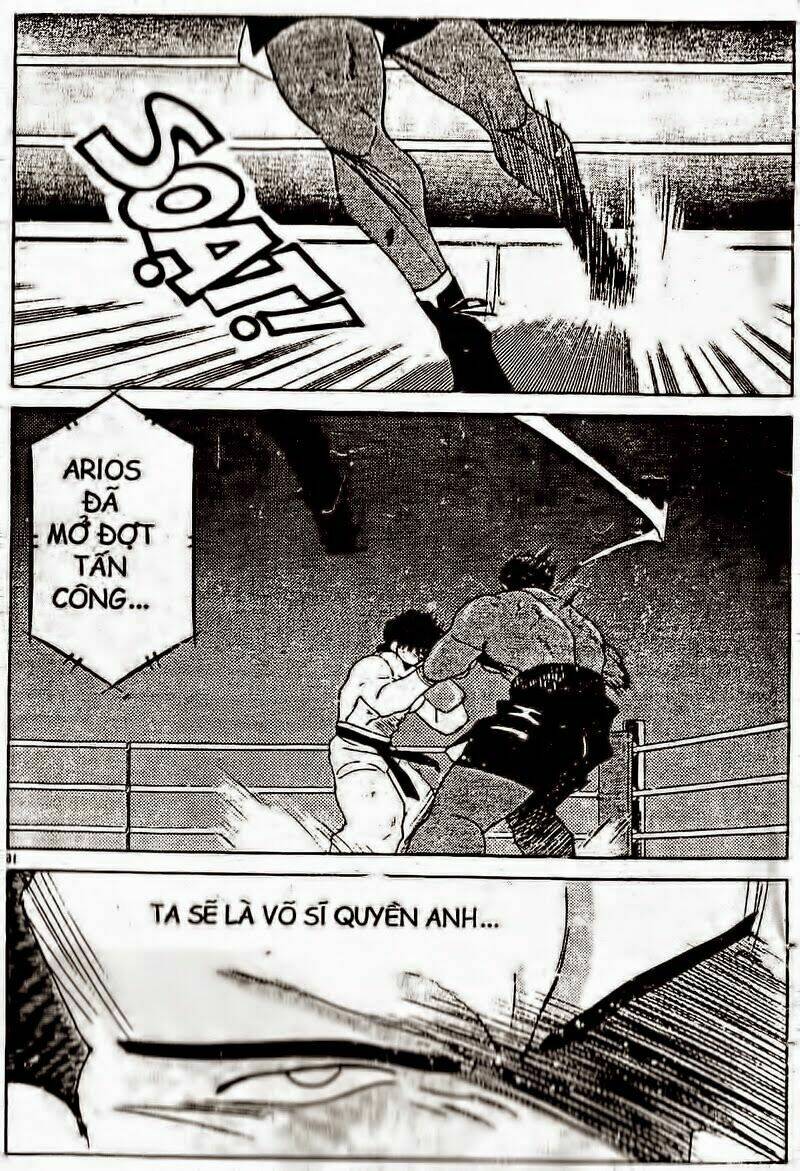 SOẠT!
ARIOS
ĐÃ
MỞ ĐỢT
TẤN
CÔNG...
TA SẼ LÀ VÕ SĨ QUYỀN ANH...